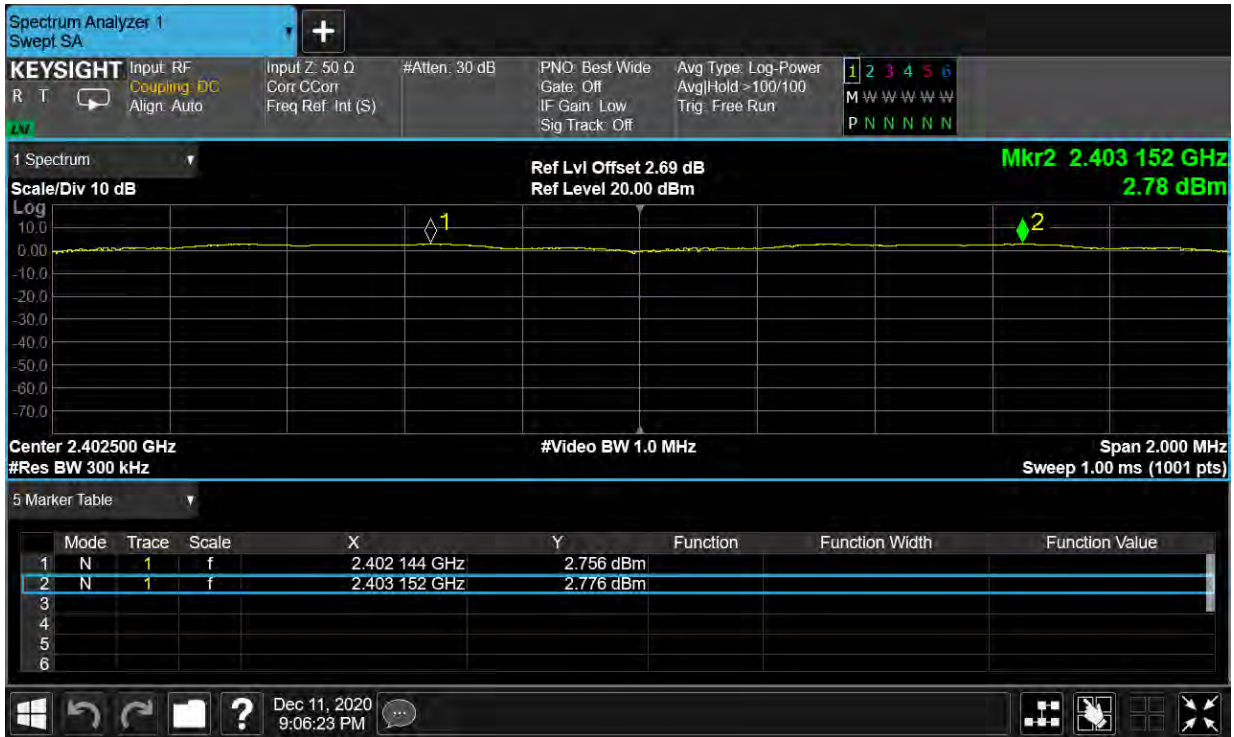 Spectrum Analyzer 1
Swept SA
+
KEYSIGHT Input: RF Input Z: 50 Ω #Atten: 30 dB PNO: Best Wide Avg Type: Log-Power 1 2 3 4 5 6
R T Coupling: DC Corr CCorr Gate: Off Avg|Hold >100/100 M W W W W W
Align: Auto Freq Ref: Int (S) IF Gain: Low Trig: Free Run
Sig Track: Off P N N N N N
1 Spectrum Ref Lvl Offset 2.69 dB Mkr2 2.403 152 GHz
Scale/Div 10 dB Ref Level 20.00 dBm 2.78 dBm
Log
10.0 1 2
0.00
-10.0
-20.0
-30.0
-40.0
-50.0
-60.0
-70.0
Center 2.402500 GHz #Video BW 1.0 MHz Span 2.000 MHz
#Res BW 300 kHz Sweep 1.00 ms (1001 pts)
5 Marker Table
Mode Trace Scale X Y Function Function Width Function Value
1 N 1 f 2.402 144 GHz 2.756 dBm
2 N 1 f 2.403 152 GHz 2.776 dBm
3
4
5
6
? Dec 11, 2020
9:06:23 PM